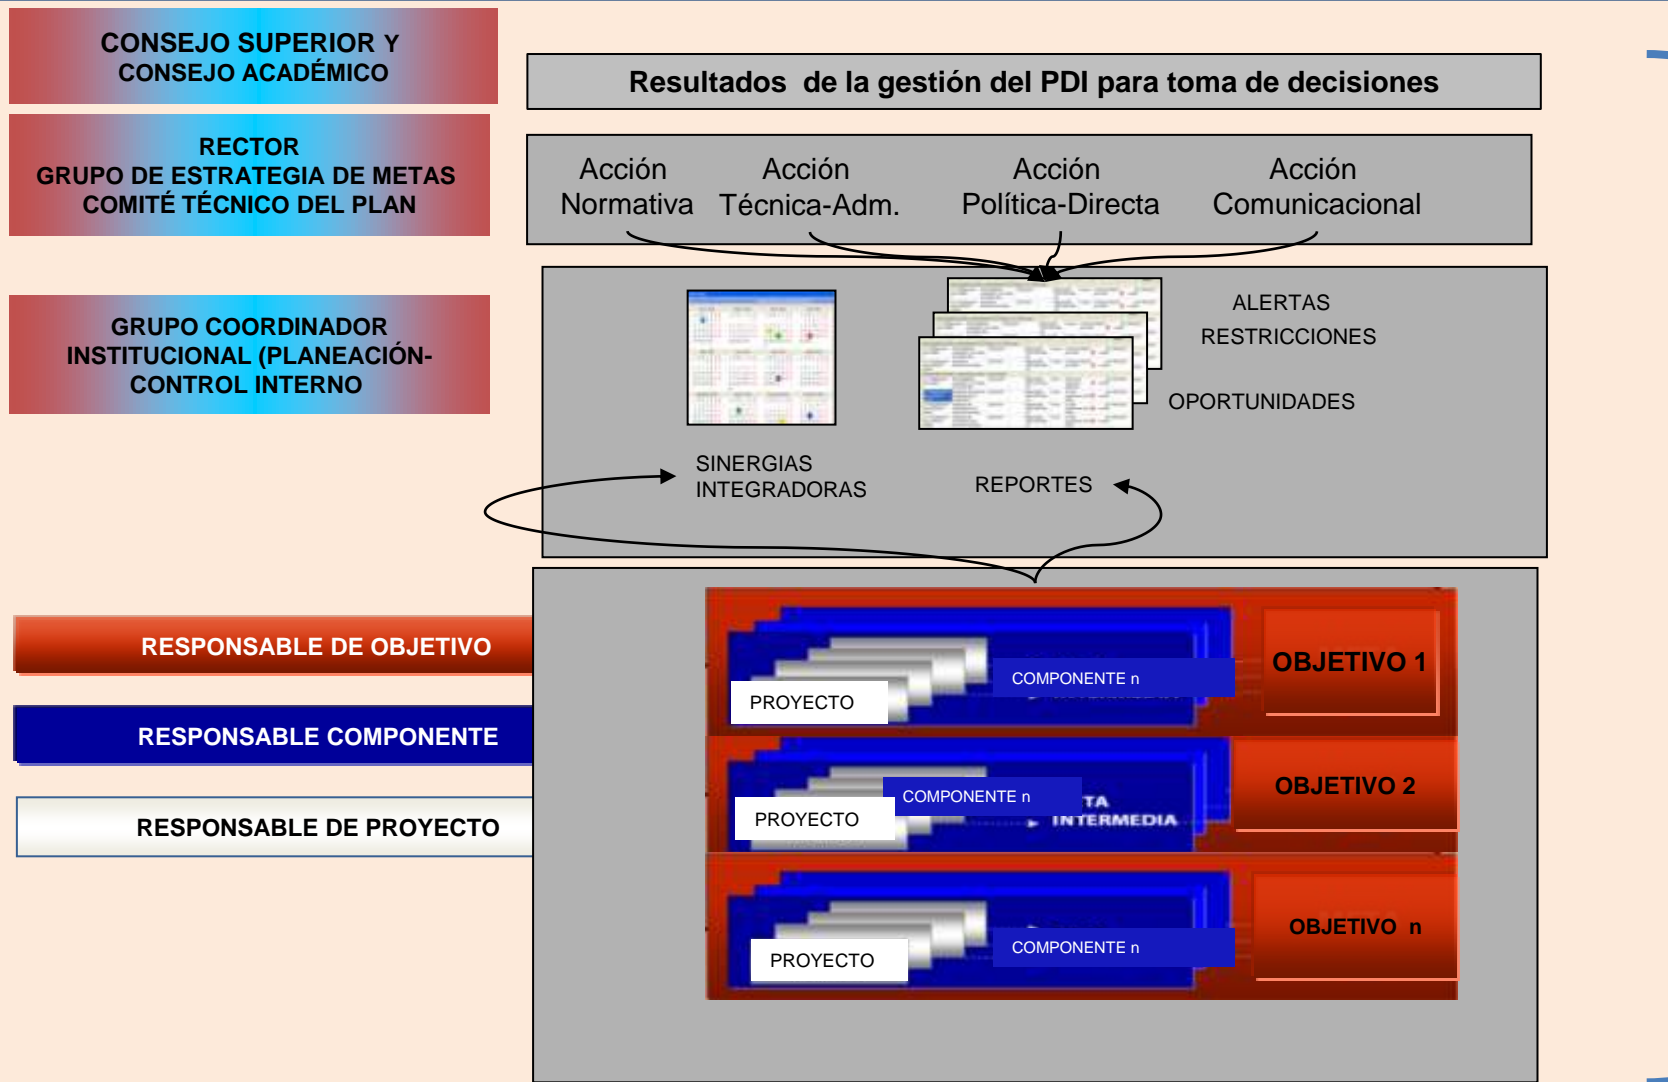 CONSEJO SUPERIOR Y
CONSEJO ACADÉMICO
Resultados de la gestión del PDI para toma de decisiones
RECTOR
GRUPO DE ESTRATEGIA DE METAS
COMITÉ TÉCNICO DEL PLAN
Acción
Normativa
Acción
Técnica-Adm.
Acción
Política-Directa
Acción
Comunicacional
GRUPO COORDINADOR
INSTITUCIONAL (PLANEACIÓN-
CONTROL INTERNO
ALERTAS
RESTRICCIONES
OPORTUNIDADES
SINERGIAS
INTEGRADORAS
REPORTES
RESPONSABLE DE OBJETIVO
RESPONSABLE COMPONENTE
RESPONSABLE DE PROYECTO
PROYECTO
COMPONENTE n
OBJETIVO 1
PROYECTO
COMPONENTE n
TA
INTERMEDIA
OBJETIVO 2
PROYECTO
COMPONENTE n
OBJETIVO n